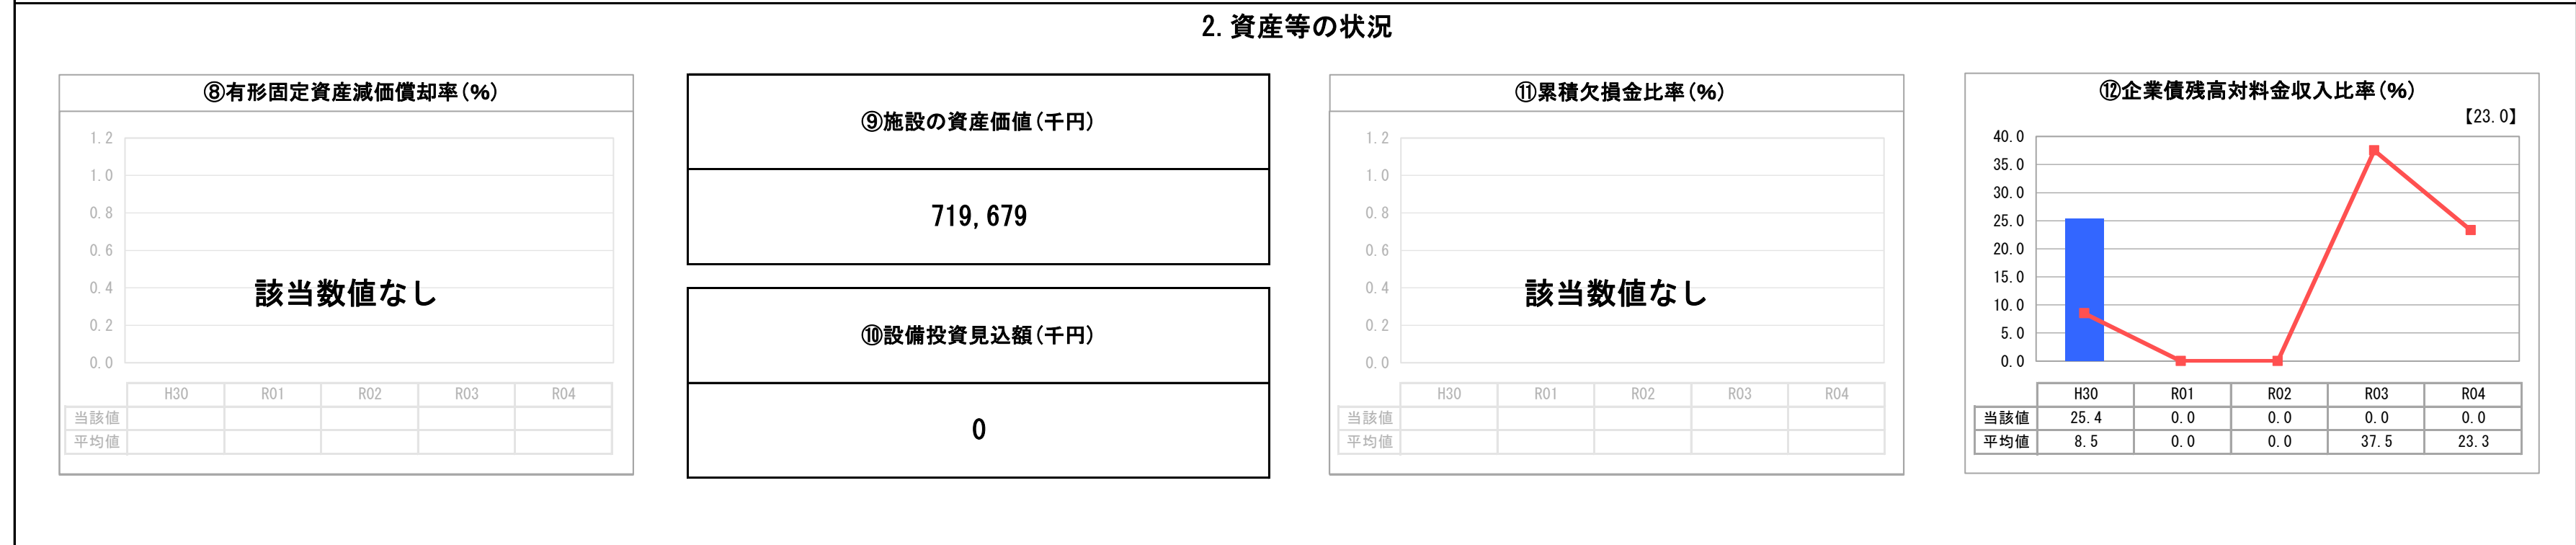 2.資産等の状況
⑧有形固定資産減価償却率(%)
1.2
1.0
0.8
0.6
0.4
0.2
0.0
該当数値なし
H30 R01 R02 R03 R04
当該値
平均値
⑨施設の資産価値(千円)
719,679
⑩設備投資見込額(千円)
0
⑪累積欠損金比率(%)
1.2
1.0
0.8
0.6
0.4
0.2
0.0
該当数値なし
H30 R01 R02 R03 R04
当該値
平均値
⑫企業債残高対料金収入比率(%)
【23.0】
40.0
35.0
30.0
25.0
20.0
15.0
10.0
5.0
0.0
H30 R01 R02 R03 R04
当該値 25.4 0.0 0.0 0.0 0.0
平均値 8.5 0.0 0.0 37.5 23.3